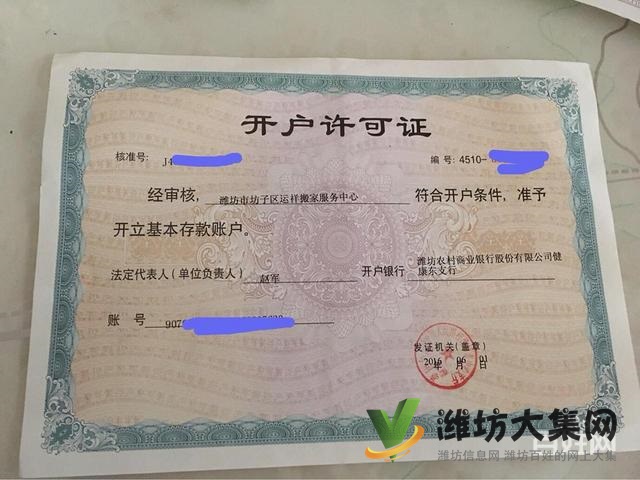 开户许可证
核准号: J4
编号: 4510-
经审核, 潍坊市坊子区运祥搬家服务中心 符合开户条件, 准予
开立基本存款账户。
法定代表人(单位负责人) 赵军 开户银行 潍坊农村商业银行股份有限公司健
康东支行
账 号 907
发证机关(盖章)
2016 年 06 月 日
潍坊大集网
潍坊信息网 潍坊百姓的网上大集